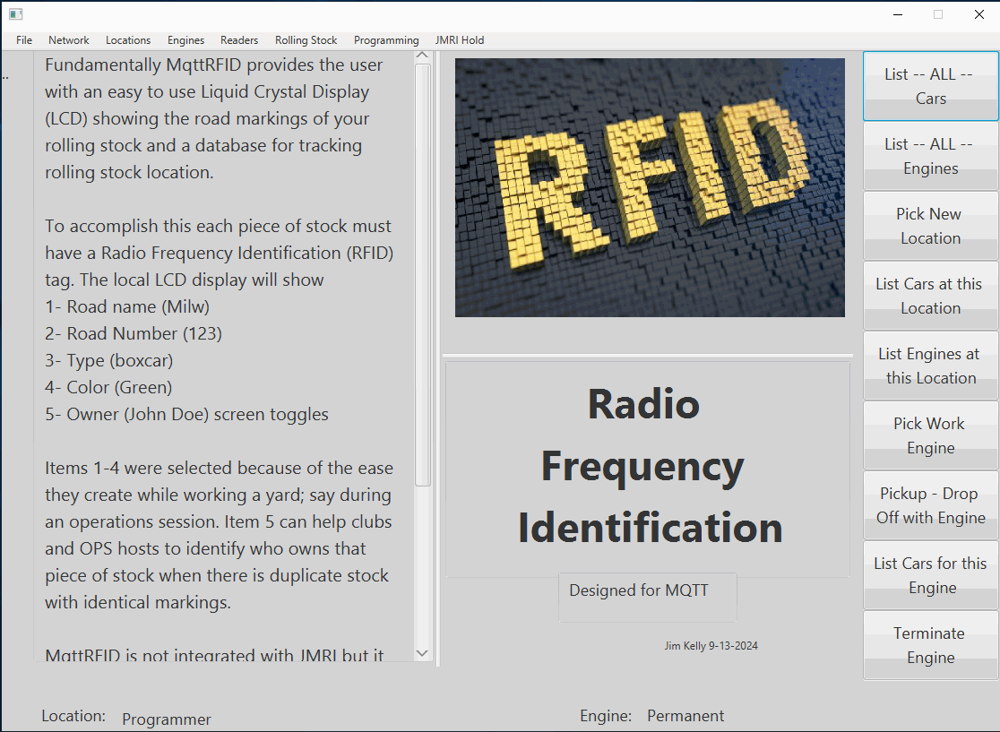 File Network Locations Engines Readers Rolling Stock Programming JMRI Hold
..
Fundamentally MqttRFID provides the user
with an easy to use Liquid Crystal Display
(LCD) showing the road markings of your
rolling stock and a database for tracking
rolling stock location.
To accomplish this each piece of stock must
have a Radio Frequency Identification (RFID)
tag. The local LCD display will show
1- Road name (Milw)
2- Road Number (123)
3- Type (boxcar)
4- Color (Green)
5- Owner (John Doe) screen toggles
Items 1-4 were selected because of the ease
they create while working a yard; say during
an operations session. Item 5 can help clubs
and OPS hosts to identify who owns that
piece of stock when there is duplicate stock
with identical markings.
MqttRFID is not integrated with JMRI but it
RFID
Radio
Frequency
Identification
Designed for MQTT
Jim Kelly 9-13-2024
List -- ALL --
Cars
List -- ALL --
Engines
Pick New
Location
List Cars at this
Location
List Engines at
this Location
Pick Work
Engine
Pickup - Drop
Off with Engine
List Cars for this
Engine
Terminate
Engine
Location: Programmer
Engine: Permanent